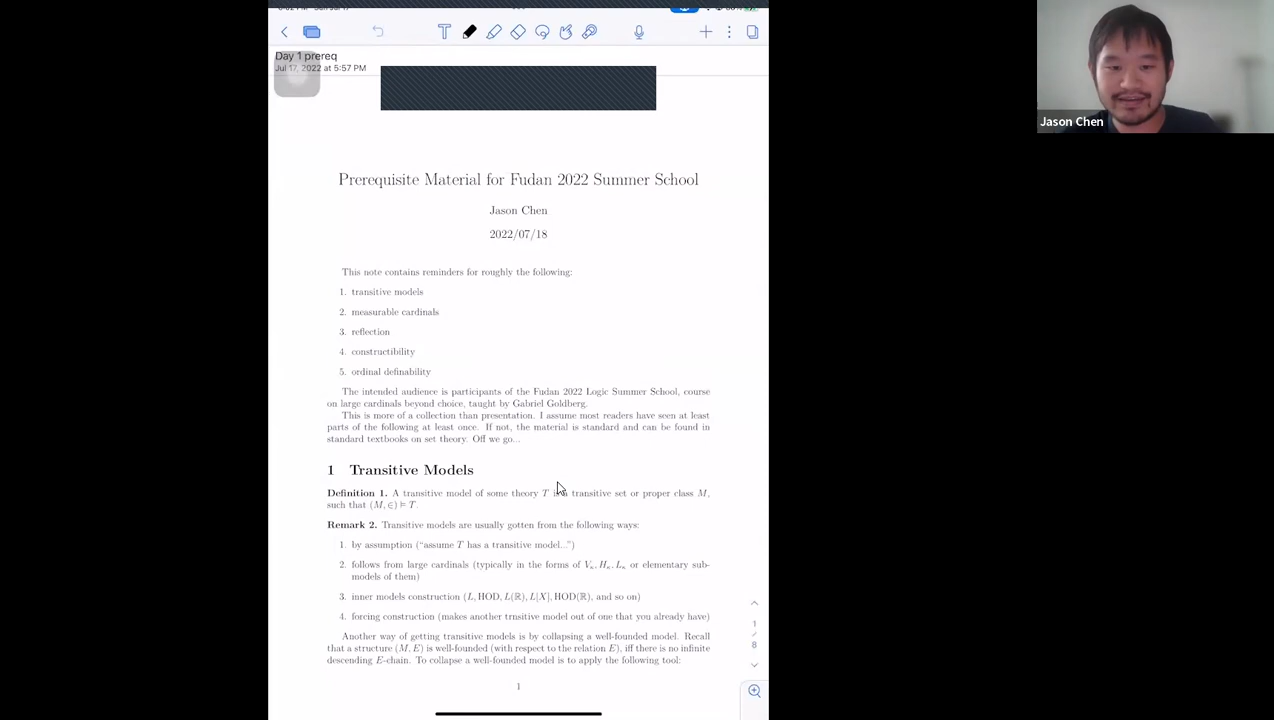 Day 1 prereq
Jul 17, 2022 at 5:57 PM
Jason Chen
Prerequisite Material for Fudan 2022 Summer School
Jason Chen
2022/07/18
This note contains reminders for roughly the following:
1. transitive models
2. measurable cardinals
3. reflection
4. constructibility
5. ordinal definability
The intended audience is participants of the Fudan 2022 Logic Summer School, course
on large cardinals beyond choice, taught by Gabriel Goldberg.
This is more of a collection than presentation. I assume most readers have seen at least
parts of the following at least once. If not, the material is standard and can be found in
standard textbooks on set theory. Off we go...
1 Transitive Models
Definition 1. A transitive model of some theory T is a transitive set or proper class M,
such that (M, ∈) ⊨ T.
Remark 2. Transitive models are usually gotten from the following ways:
1. by assumption ("assume T has a transitive model...")
2. follows from large cardinals (typically in the forms of Vκ, Hκ, Lκ or elementary sub-
models of them)
3. inner models construction (L, HOD, L(ℝ), L[X], HOD(ℝ), and so on)
4. forcing construction (makes another trnsitive model out of one that you already have)
Another way of getting transitive models is by collapsing a well-founded model. Recall
that a structure (M, E) is well-founded (with respect to the relation E), iff there is no infinite
descending E-chain. To collapse a well-founded model is to apply the following tool:
1
1
/
8